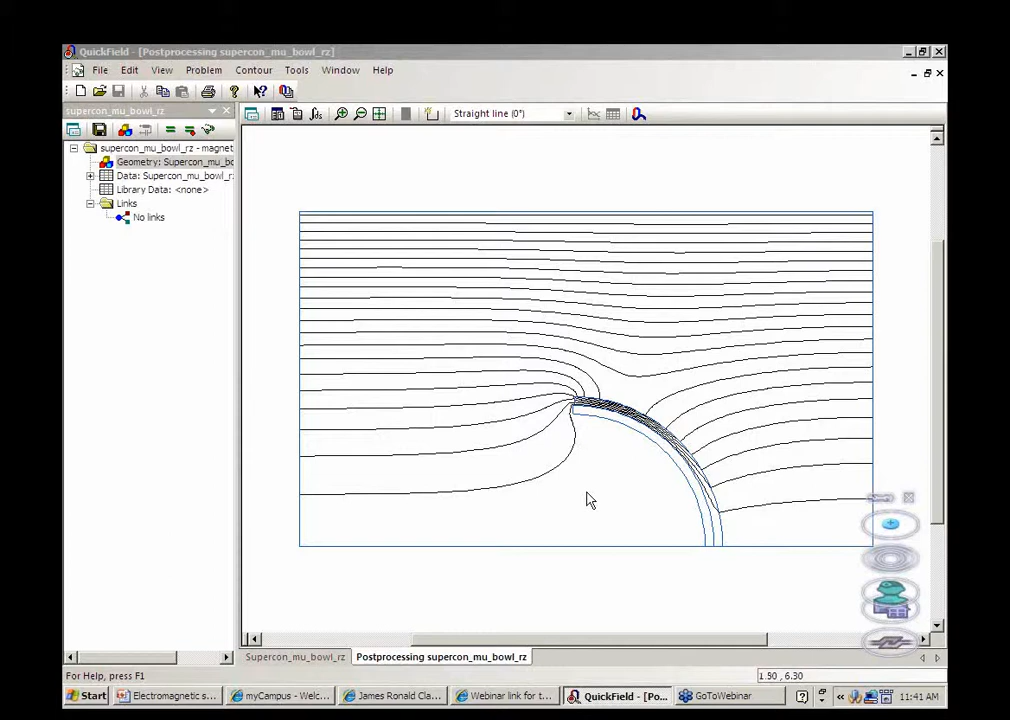 QuickField - [Postprocessing supercon_mu_bowl_rz]
File Edit View Problem Contour Tools Window Help
supercon_mu_bowl_rz
Straight line (0°)
supercon_mu_bowl_rz - magnet
Geometry: Supercon_mu_bo
Data: Supercon_mu_bowl_r
Library Data: <none>
Links
No links
Supercon_mu_bowl_rz
Postprocessing supercon_mu_bowl_rz
For Help, press F1
1.50 , 6.30
Start
Electromagnetic s...
myCampus - Welc...
James Ronald Cla...
Webinar link for t...
QuickField - [Po...
GoToWebinar
11:41 AM